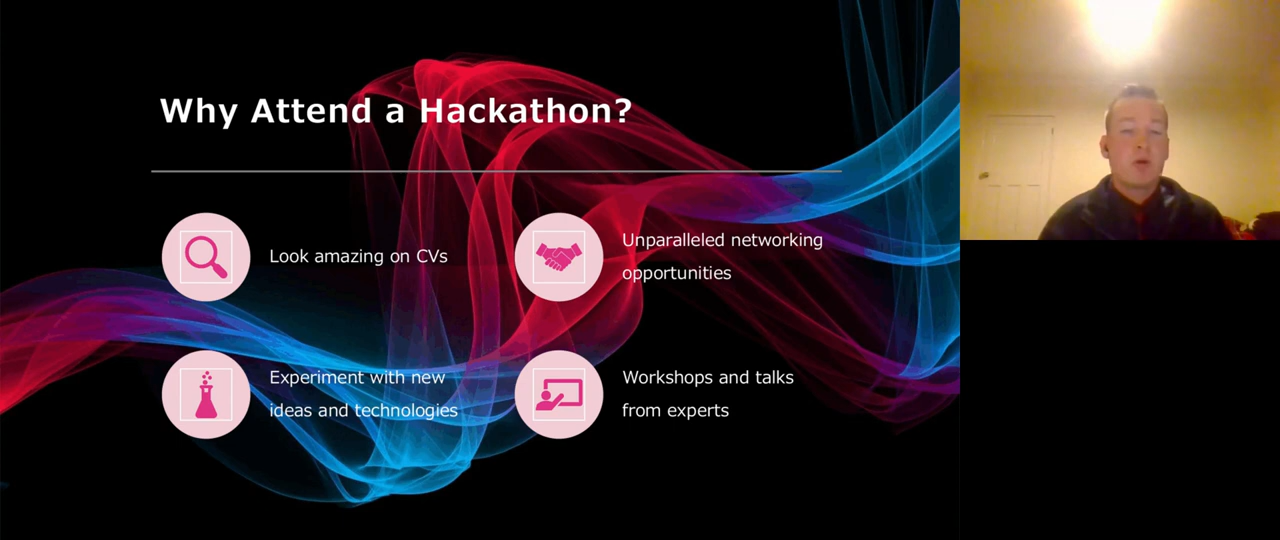 Why Attend a Hackathon?
Look amazing on CVs
Unparalleled networking
opportunities
Experiment with new
ideas and technologies
Workshops and talks
from experts